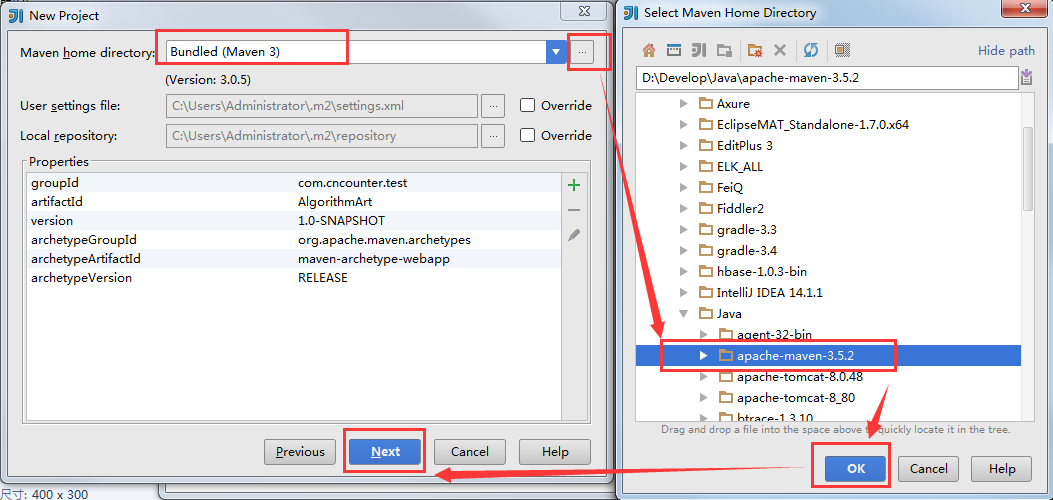 New Project
Maven home directory: Bundled (Maven 3) ...
(Version: 3.0.5)
User settings file: C:\Users\Administrator\.m2\settings.xml ... Override
Local repository: C:\Users\Administrator\.m2\repository ... Override
Properties
groupId com.cncounter.test
artifactId AlgorithmArt
version 1.0-SNAPSHOT
archetypeGroupId org.apache.maven.archetypes
archetypeArtifactId maven-archetype-webapp
archetypeVersion RELEASE
Previous Next Cancel Help
尺寸: 400 x 300
Select Maven Home Directory
Hide path
D:\Develop\Java\apache-maven-3.5.2
Axure
EclipseMAT_Standalone-1.7.0.x64
EditPlus 3
ELK_ALL
FeiQ
Fiddler2
gradle-3.3
gradle-3.4
hbase-1.0.3-bin
IntelliJ IDEA 14.1.1
Java
agent-32-bin
apache-maven-3.5.2
apache-tomcat-8.0.48
apache-tomcat-8_80
btrace-1.3.10
Drag and drop a file into the space above to quickly locate it in the tree.
OK Cancel Help